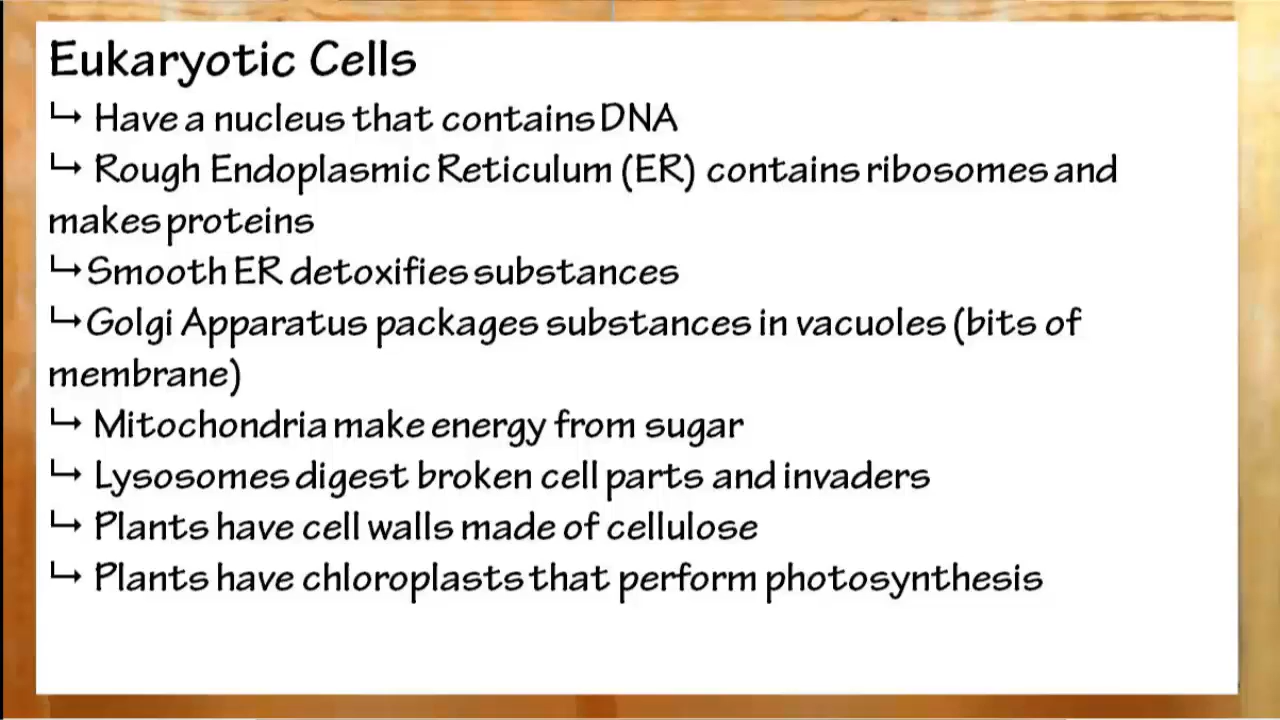 Eukaryotic Cells
↳ Have a nucleus that contains DNA
↳ Rough Endoplasmic Reticulum (ER) contains ribosomes and
makes proteins
↳Smooth ER detoxifies substances
↳Golgi Apparatus packages substances in vacuoles (bits of
membrane)
↳ Mitochondria make energy from sugar
↳ Lysosomes digest broken cell parts and invaders
↳ Plants have cell walls made of cellulose
↳ Plants have chloroplasts that perform photosynthesis